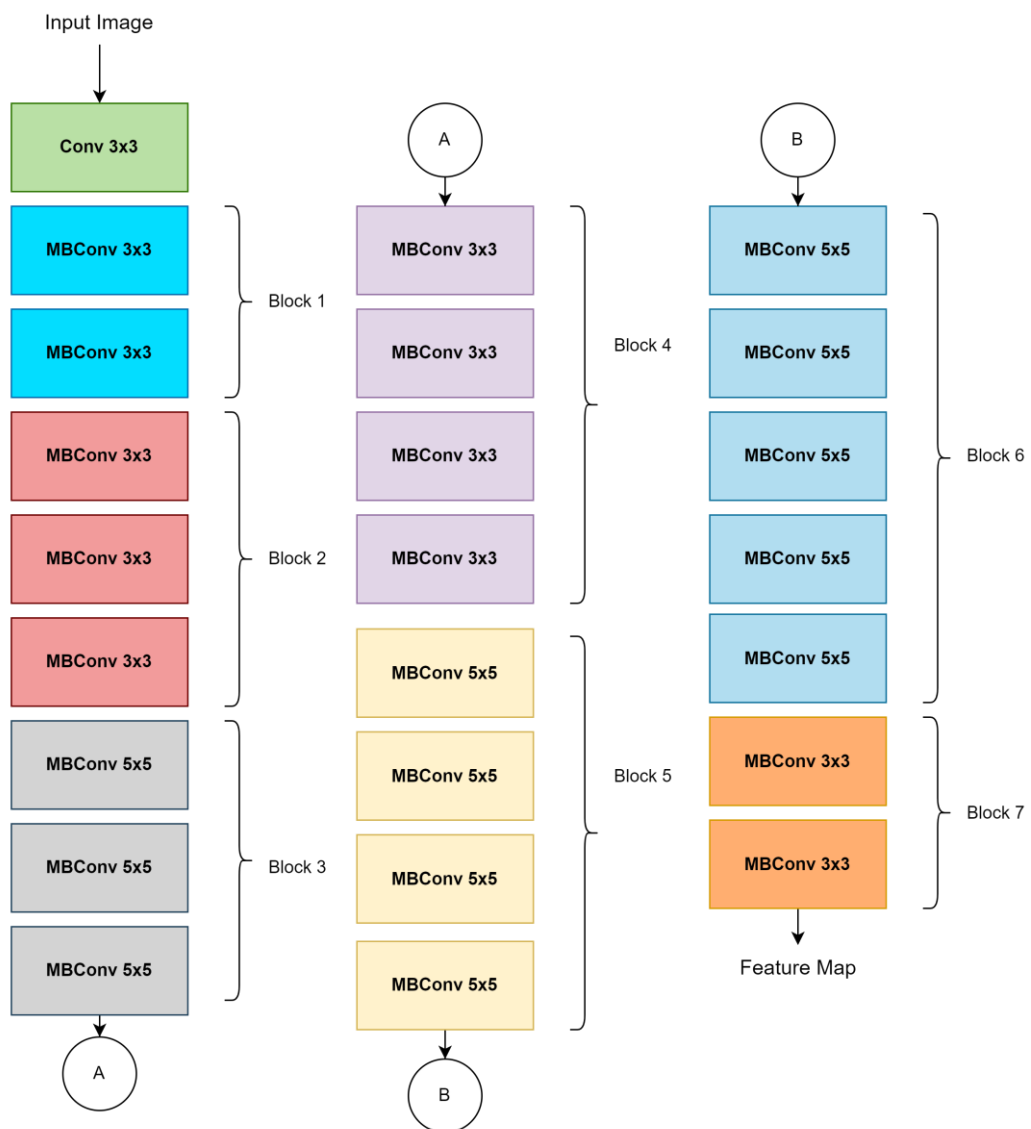 Input Image
Conv 3x3
MBConv 3x3
MBConv 3x3
Block 1
MBConv 3x3
MBConv 3x3
MBConv 3x3
Block 2
MBConv 5x5
MBConv 5x5
MBConv 5x5
Block 3
A
A
MBConv 3x3
MBConv 3x3
MBConv 3x3
MBConv 3x3
Block 4
MBConv 5x5
MBConv 5x5
MBConv 5x5
MBConv 5x5
Block 5
B
B
MBConv 5x5
MBConv 5x5
MBConv 5x5
MBConv 5x5
MBConv 5x5
Block 6
MBConv 3x3
MBConv 3x3
Block 7
Feature Map